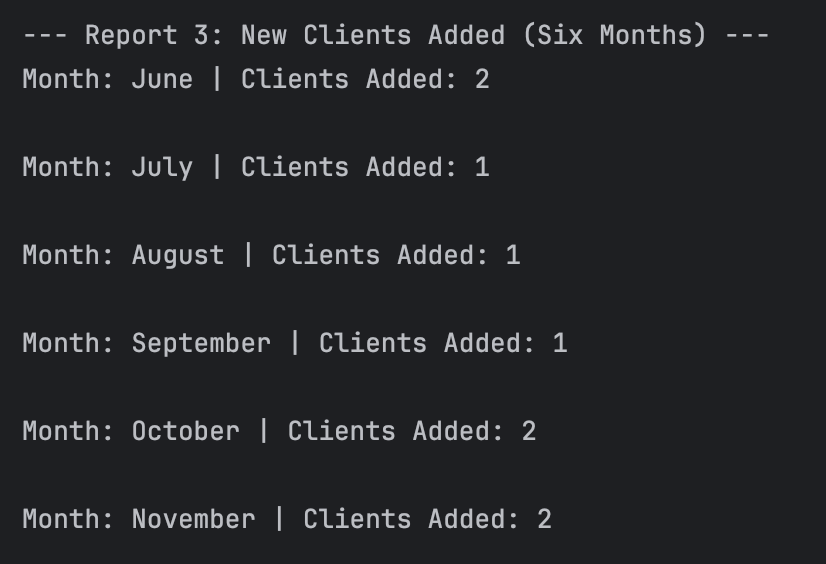 --- Report 3: New Clients Added (Six Months) ---
Month: June | Clients Added: 2
Month: July | Clients Added: 1
Month: August | Clients Added: 1
Month: September | Clients Added: 1
Month: October | Clients Added: 2
Month: November | Clients Added: 2